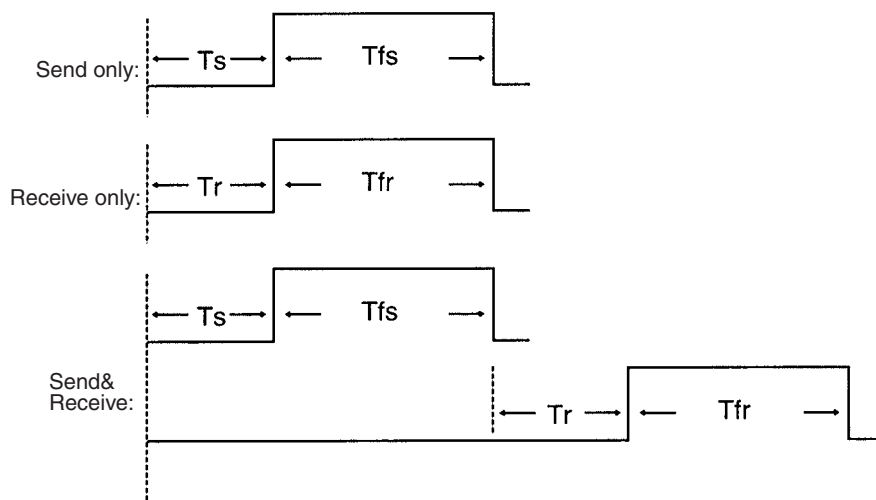 Send only:
Ts
Tfs
Receive only:
Tr
Tfr
Ts
Tfs
Send&
Receive:
Tr
Tfr